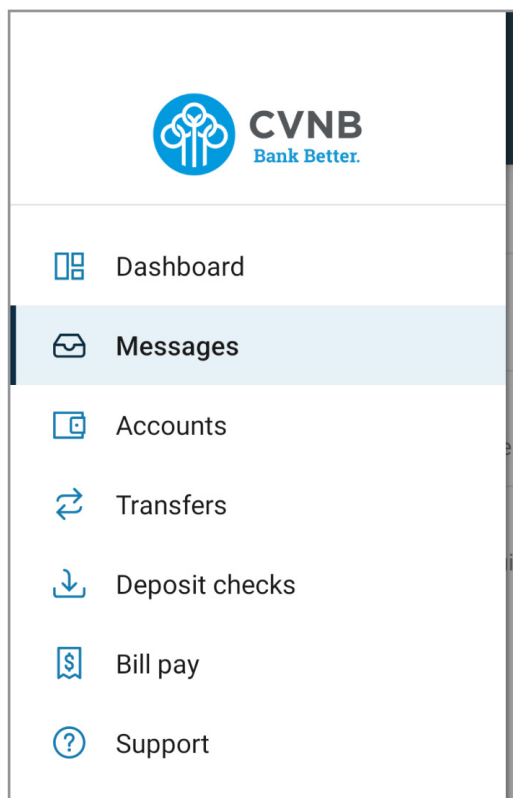 CVNB
Bank Better.
Dashboard
Messages
Accounts
Transfers
Deposit checks
Bill pay
Support